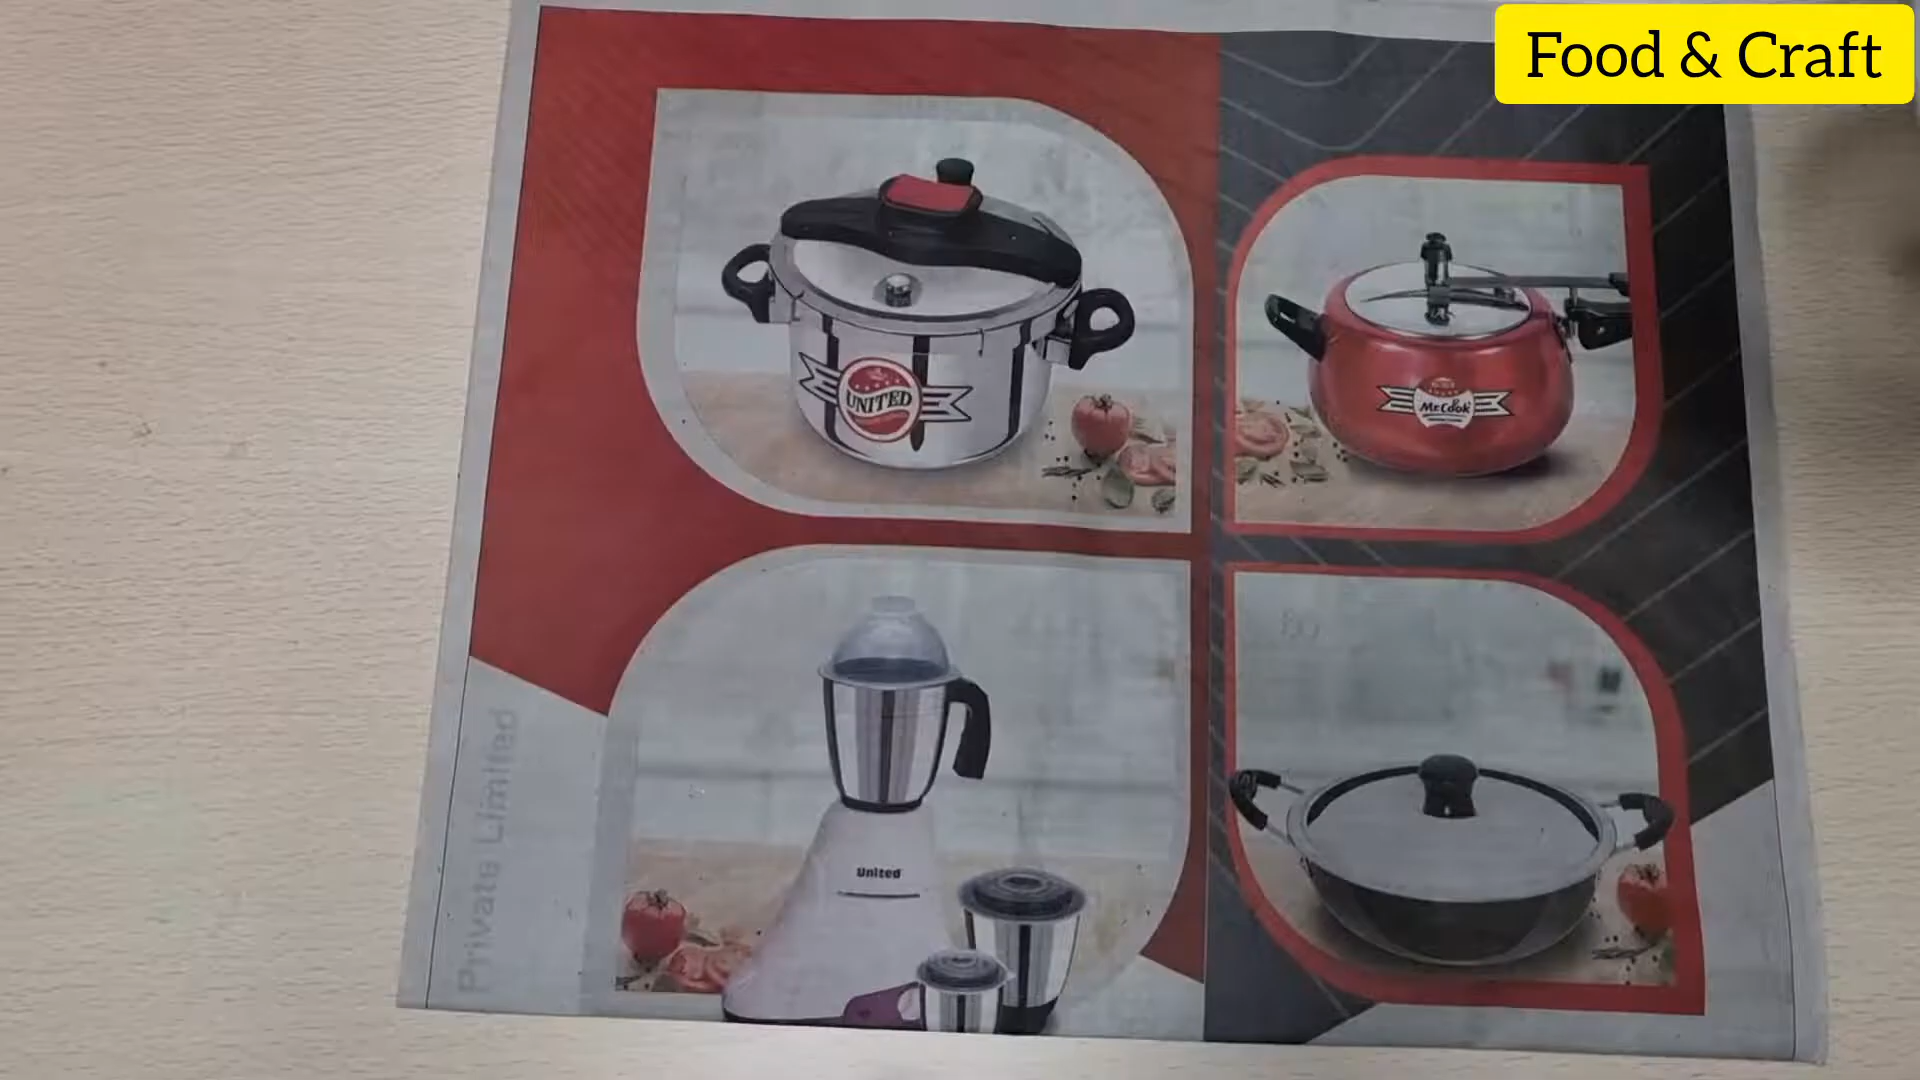 Food & Craft
UNITED
Mr.Cook
United
Private Limited